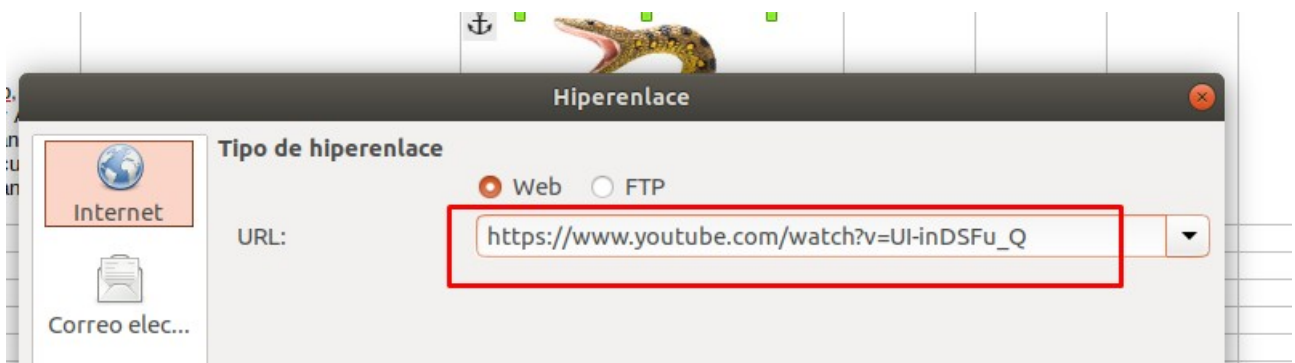 Hiperenlace
Tipo de hiperenlace
Web FTP
Internet
URL: https://www.youtube.com/watch?v=UI-inDSFu_Q
Correo elec...